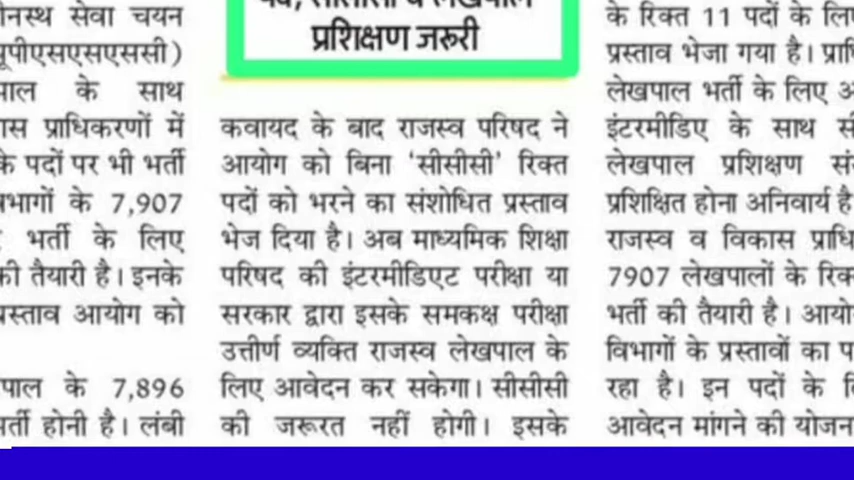 सेवा चयन
साथ
प्राधिकरणों में
पदों पर भी भर्ती
के 7,907
भर्ती के लिए
की तैयारी है। इनके
आयोग को
के 7,896
होनी है। लंबी
प्रशिक्षण जरूरी
कवायद के बाद राजस्व परिषद ने
आयोग को बिना ‘सीसीसी’ रिक्त
पदों को भरने का संशोधित प्रस्ताव
भेज दिया है। अब माध्यमिक शिक्षा
परिषद की इंटरमीडिएट परीक्षा या
सरकार द्वारा इसके समकक्ष परीक्षा
उत्तीर्ण व्यक्ति राजस्व लेखपाल के
लिए आवेदन कर सकेगा। सीसीसी
की जरूरत नहीं होगी। इसके
के रिक्त 11 पदों के
प्रस्ताव भेजा गया है।
लेखपाल भर्ती के लिए
इंटरमीडिए के साथ
लेखपाल प्रशिक्षण
प्रशिक्षित होना अनिवार्य है
राजस्व व विकास
7907 लेखपालों के
भर्ती की तैयारी है।
विभागों के प्रस्तावों का
रहा है। इन पदों के
आवेदन मांगने की